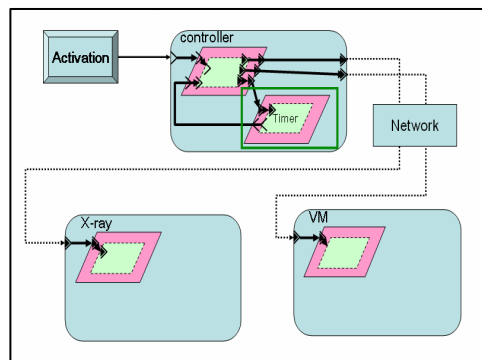 controller
Activation
Timer
Network
X-ray
VM